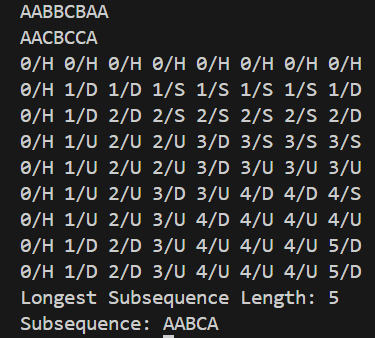 AABBCBAA
AACBCCA
0/H 0/H 0/H 0/H 0/H 0/H 0/H 0/H
0/H 1/D 1/D 1/S 1/S 1/S 1/S 1/D
0/H 1/D 2/D 2/S 2/S 2/S 2/S 2/D
0/H 1/U 2/U 2/U 3/D 3/S 3/S 3/S
0/H 1/U 2/U 2/U 3/D 3/U 3/U 3/U
0/H 1/U 2/U 3/D 3/U 4/D 4/D 4/S
0/H 1/U 2/U 3/U 4/D 4/U 4/U 4/U
0/H 1/D 2/D 3/U 4/U 4/U 4/U 5/D
0/H 1/D 2/D 3/U 4/U 4/U 4/U 5/D
Longest Subsequence Length: 5
Subsequence: AABCA